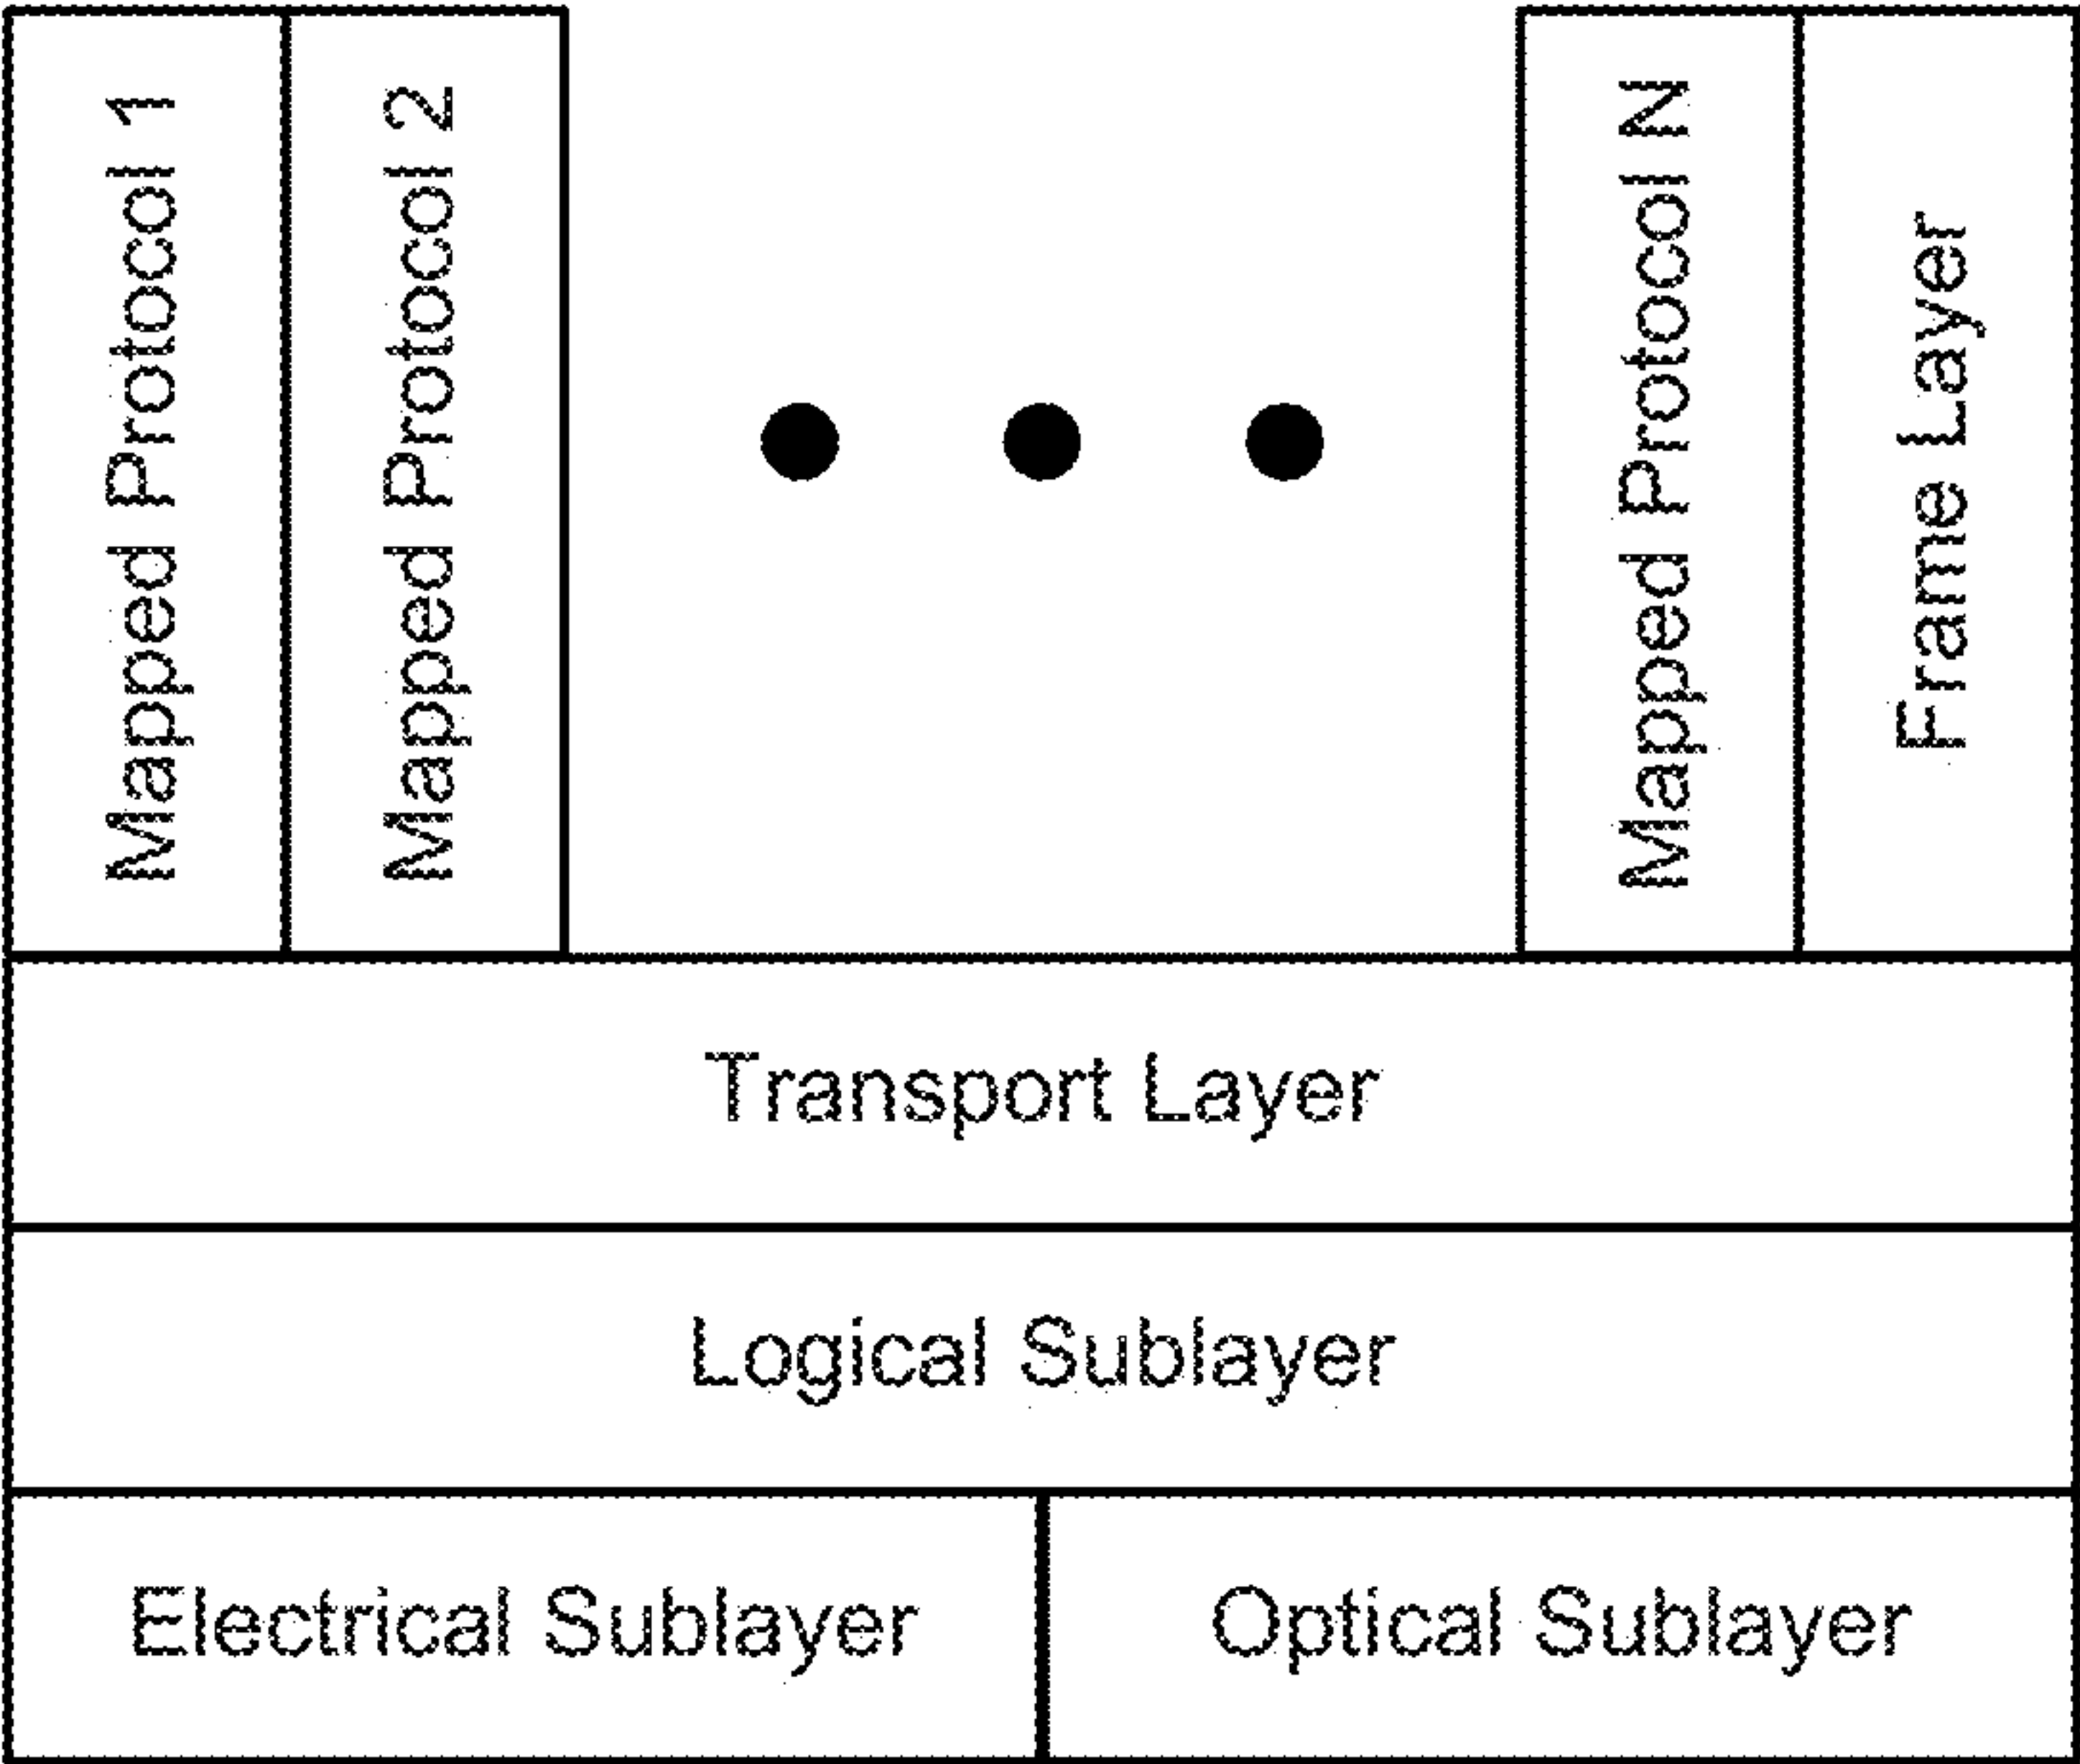 Mapped Protocol 1
Mapped Protocol 2
Mapped Protocol N
Frame Layer
Transport Layer
Logical Sublayer
Electrical Sublayer
Optical Sublayer